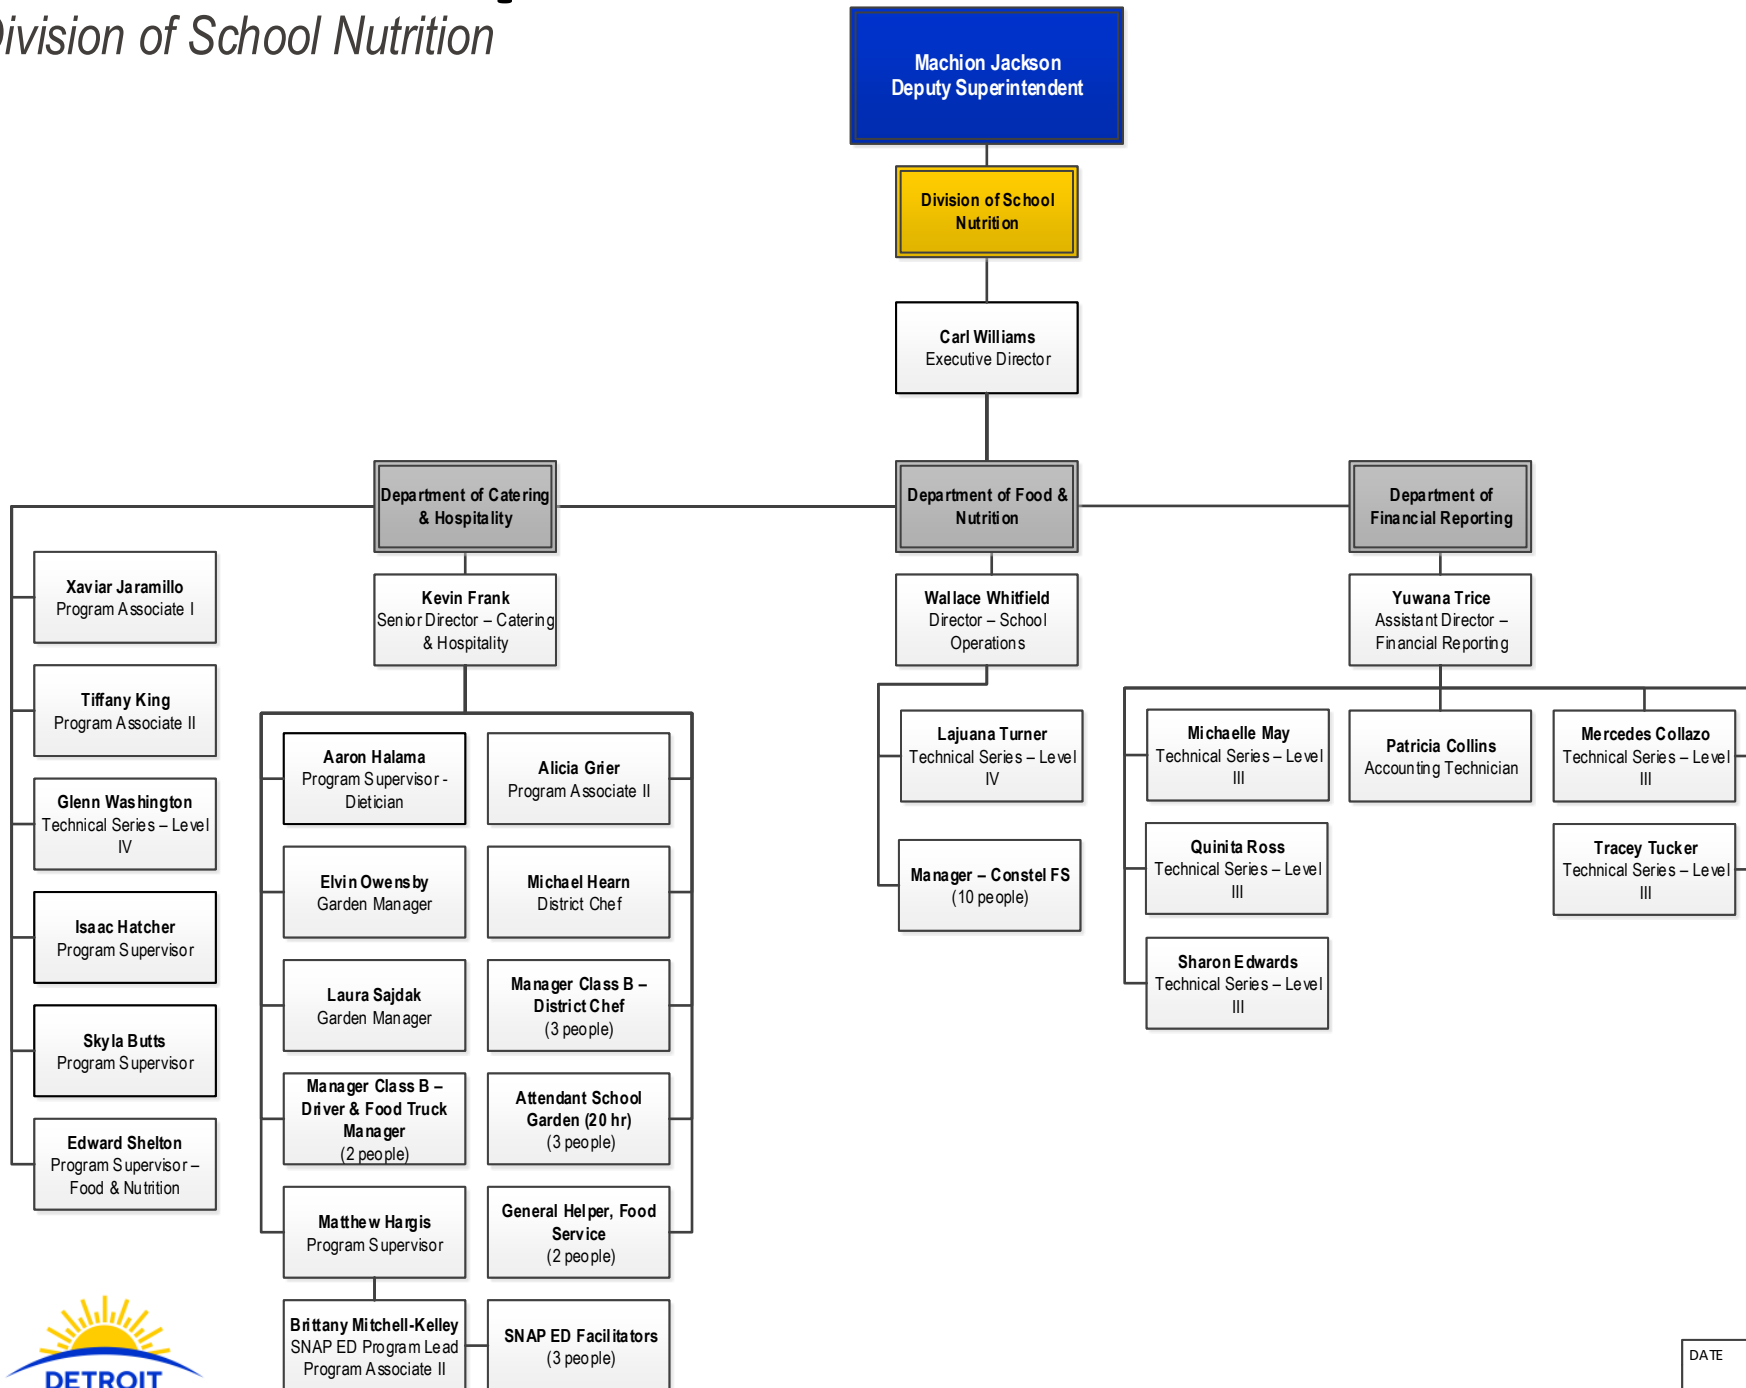 Division of School Nutrition
Machion Jackson
Deputy Superintendent
Division of School
Nutrition
Carl Williams
Executive Director
Department of Catering
& Hospitality
Department of Food &
Nutrition
Department of
Financial Reporting
Xaviar Jaramillo
Program Associate I
Tiffany King
Program Associate II
Glenn Washington
Technical Series – Level
IV
Isaac Hatcher
Program Supervisor
Skyla Butts
Program Supervisor
Edward Shelton
Program Supervisor –
Food & Nutrition
Kevin Frank
Senior Director – Catering
& Hospitality
Aaron Halama
Program Supervisor -
Dietician
Alicia Grier
Program Associate II
Elvin Owensby
Garden Manager
Michael Hearn
District Chef
Laura Sajdak
Garden Manager
Manager Class B –
District Chef
(3 people)
Manager Class B –
Driver & Food Truck
Manager
(2 people)
Attendant School
Garden (20 hr)
(3 people)
Matthew Hargis
Program Supervisor
General Helper, Food
Service
(2 people)
Brittany Mitchell-Kelley
SNAP ED Program Lead
Program Associate II
SNAP ED Facilitators
(3 people)
Wallace Whitfield
Director – School
Operations
Lajuana Turner
Technical Series – Level
IV
Manager – Constel FS
(10 people)
Yuwana Trice
Assistant Director –
Financial Reporting
Michaelle May
Technical Series – Level
III
Patricia Collins
Accounting Technician
Mercedes Collazo
Technical Series – Level
III
Quinita Ross
Technical Series – Level
III
Tracey Tucker
Technical Series – Level
III
Sharon Edwards
Technical Series – Level
III
DETROIT
DATE